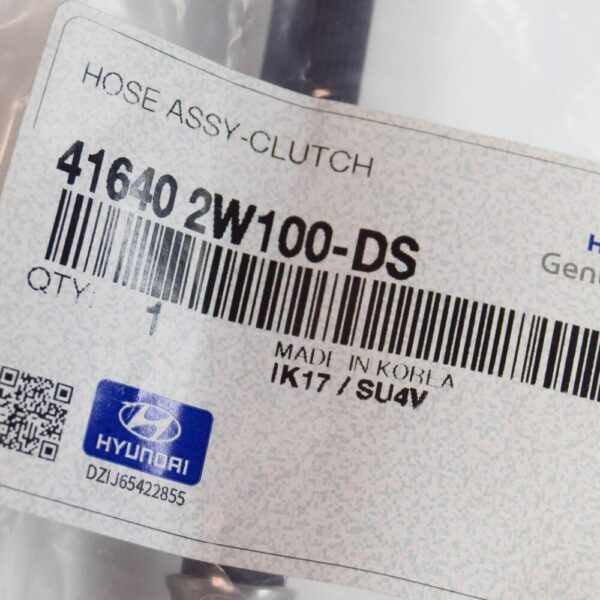 HOSE ASSY-CLUTCH
41640 2W100-DS
QTY: 1
MADE IN KOREA
IK17 / SU4V
HYUNDAI
DZIJ65422855